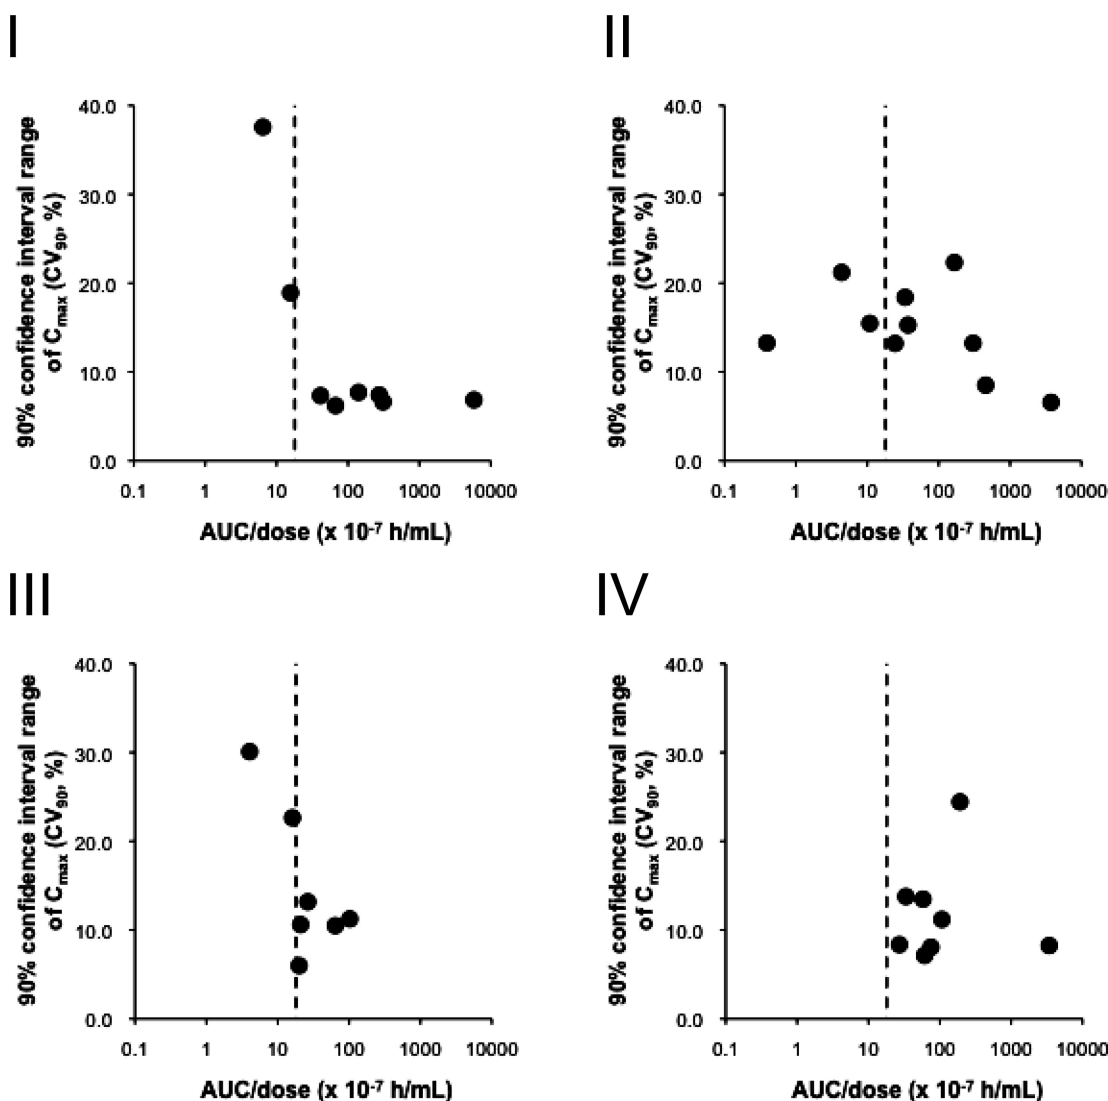 I
II
90% confidence interval range
of Cmax (CV90, %)
40.0
30.0
20.0
10.0
0.0
0.1 1 10 100 1000 10000
AUC/dose (x 10-7 h/mL)
90% confidence interval range
of Cmax (CV90, %)
40.0
30.0
20.0
10.0
0.0
0.1 1 10 100 1000 10000
AUC/dose (x 10-7 h/mL)
III
IV
90% confidence interval range
of Cmax (CV90, %)
40.0
30.0
20.0
10.0
0.0
0.1 1 10 100 1000 10000
AUC/dose (x 10-7 h/mL)
90% confidence interval range
of Cmax (CV90, %)
40.0
30.0
20.0
10.0
0.0
0.1 1 10 100 1000 10000
AUC/dose (x 10-7 h/mL)